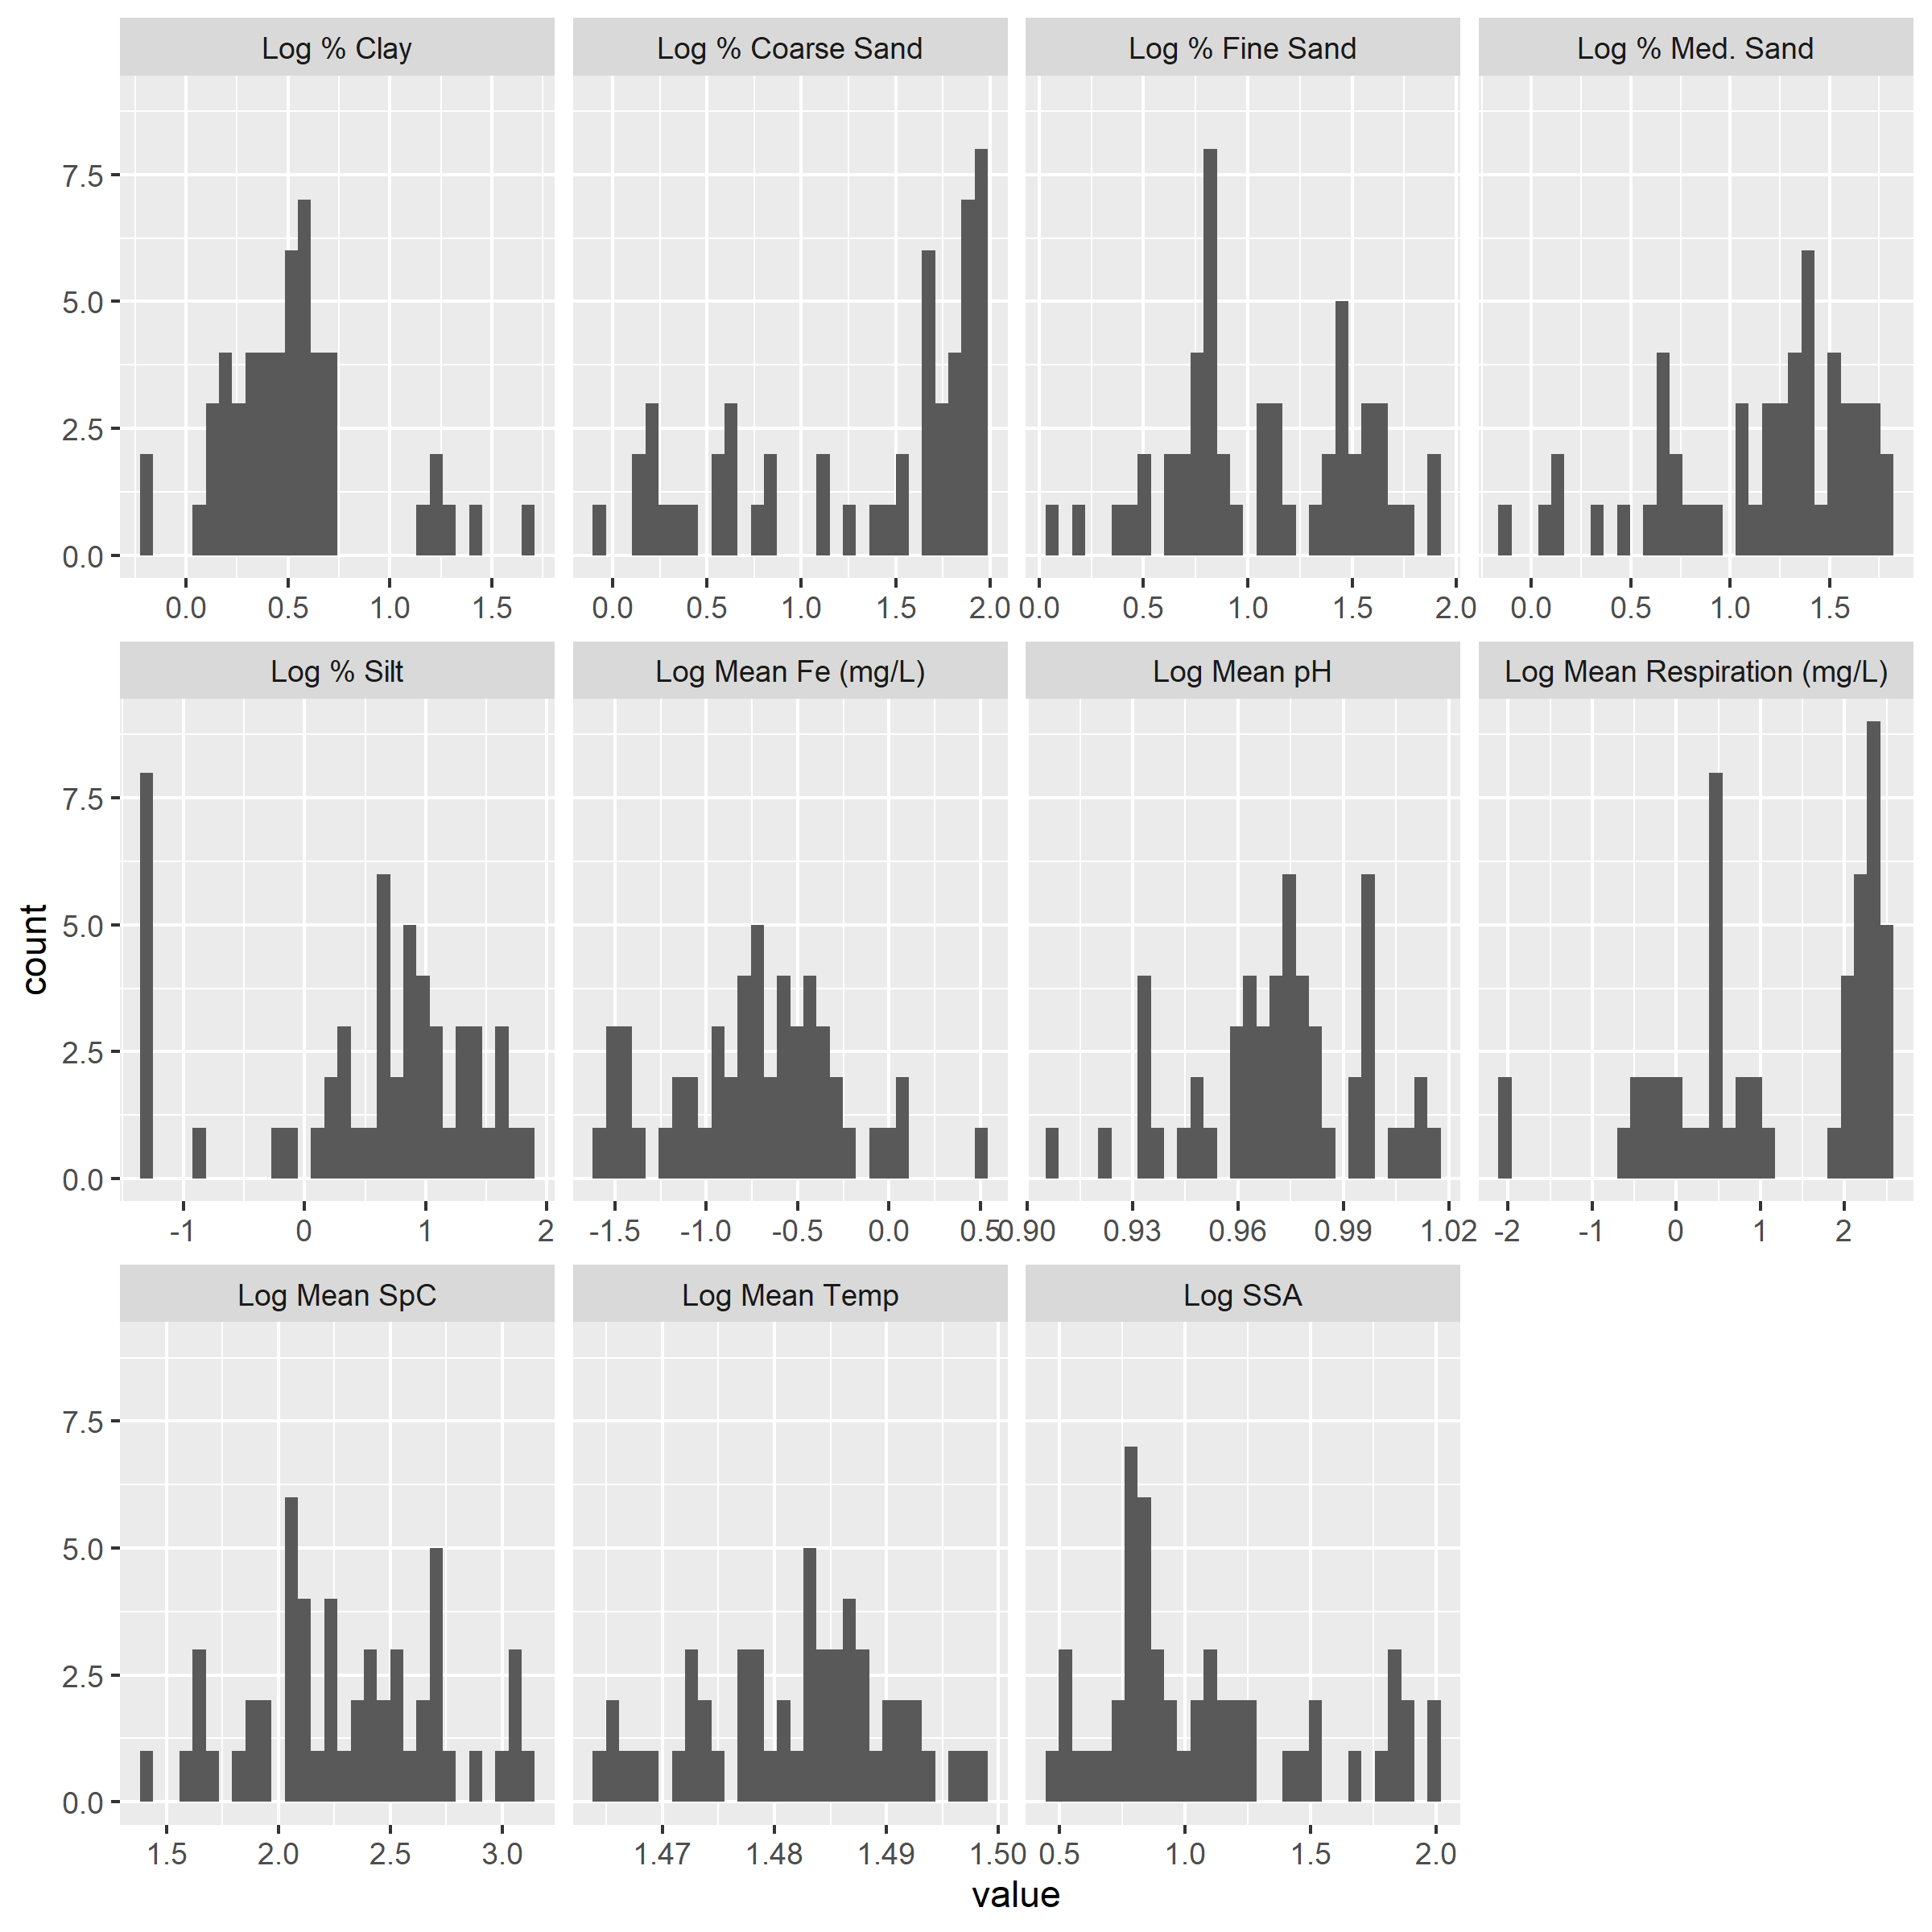 Log % Clay
Log % Coarse Sand
Log % Fine Sand
Log % Med. Sand
7.5
5.0
2.5
0.0
0.0 0.5 1.0 1.5
0.0 0.5 1.0 1.5 2.0
0.0 0.5 1.0 1.5 2.0
0.0 0.5 1.0 1.5
Log % Silt
Log Mean Fe (mg/L)
Log Mean pH
Log Mean Respiration (mg/L)
count
7.5
5.0
2.5
0.0
-1 0 1 2
-1.5 -1.0 -0.5 0.0 0.5
0.90 0.93 0.96 0.99 1.02
-2 -1 0 1 2
Log Mean SpC
Log Mean Temp
Log SSA
7.5
5.0
2.5
0.0
1.5 2.0 2.5 3.0
1.47 1.48 1.49 1.50
0.5 1.0 1.5 2.0
value